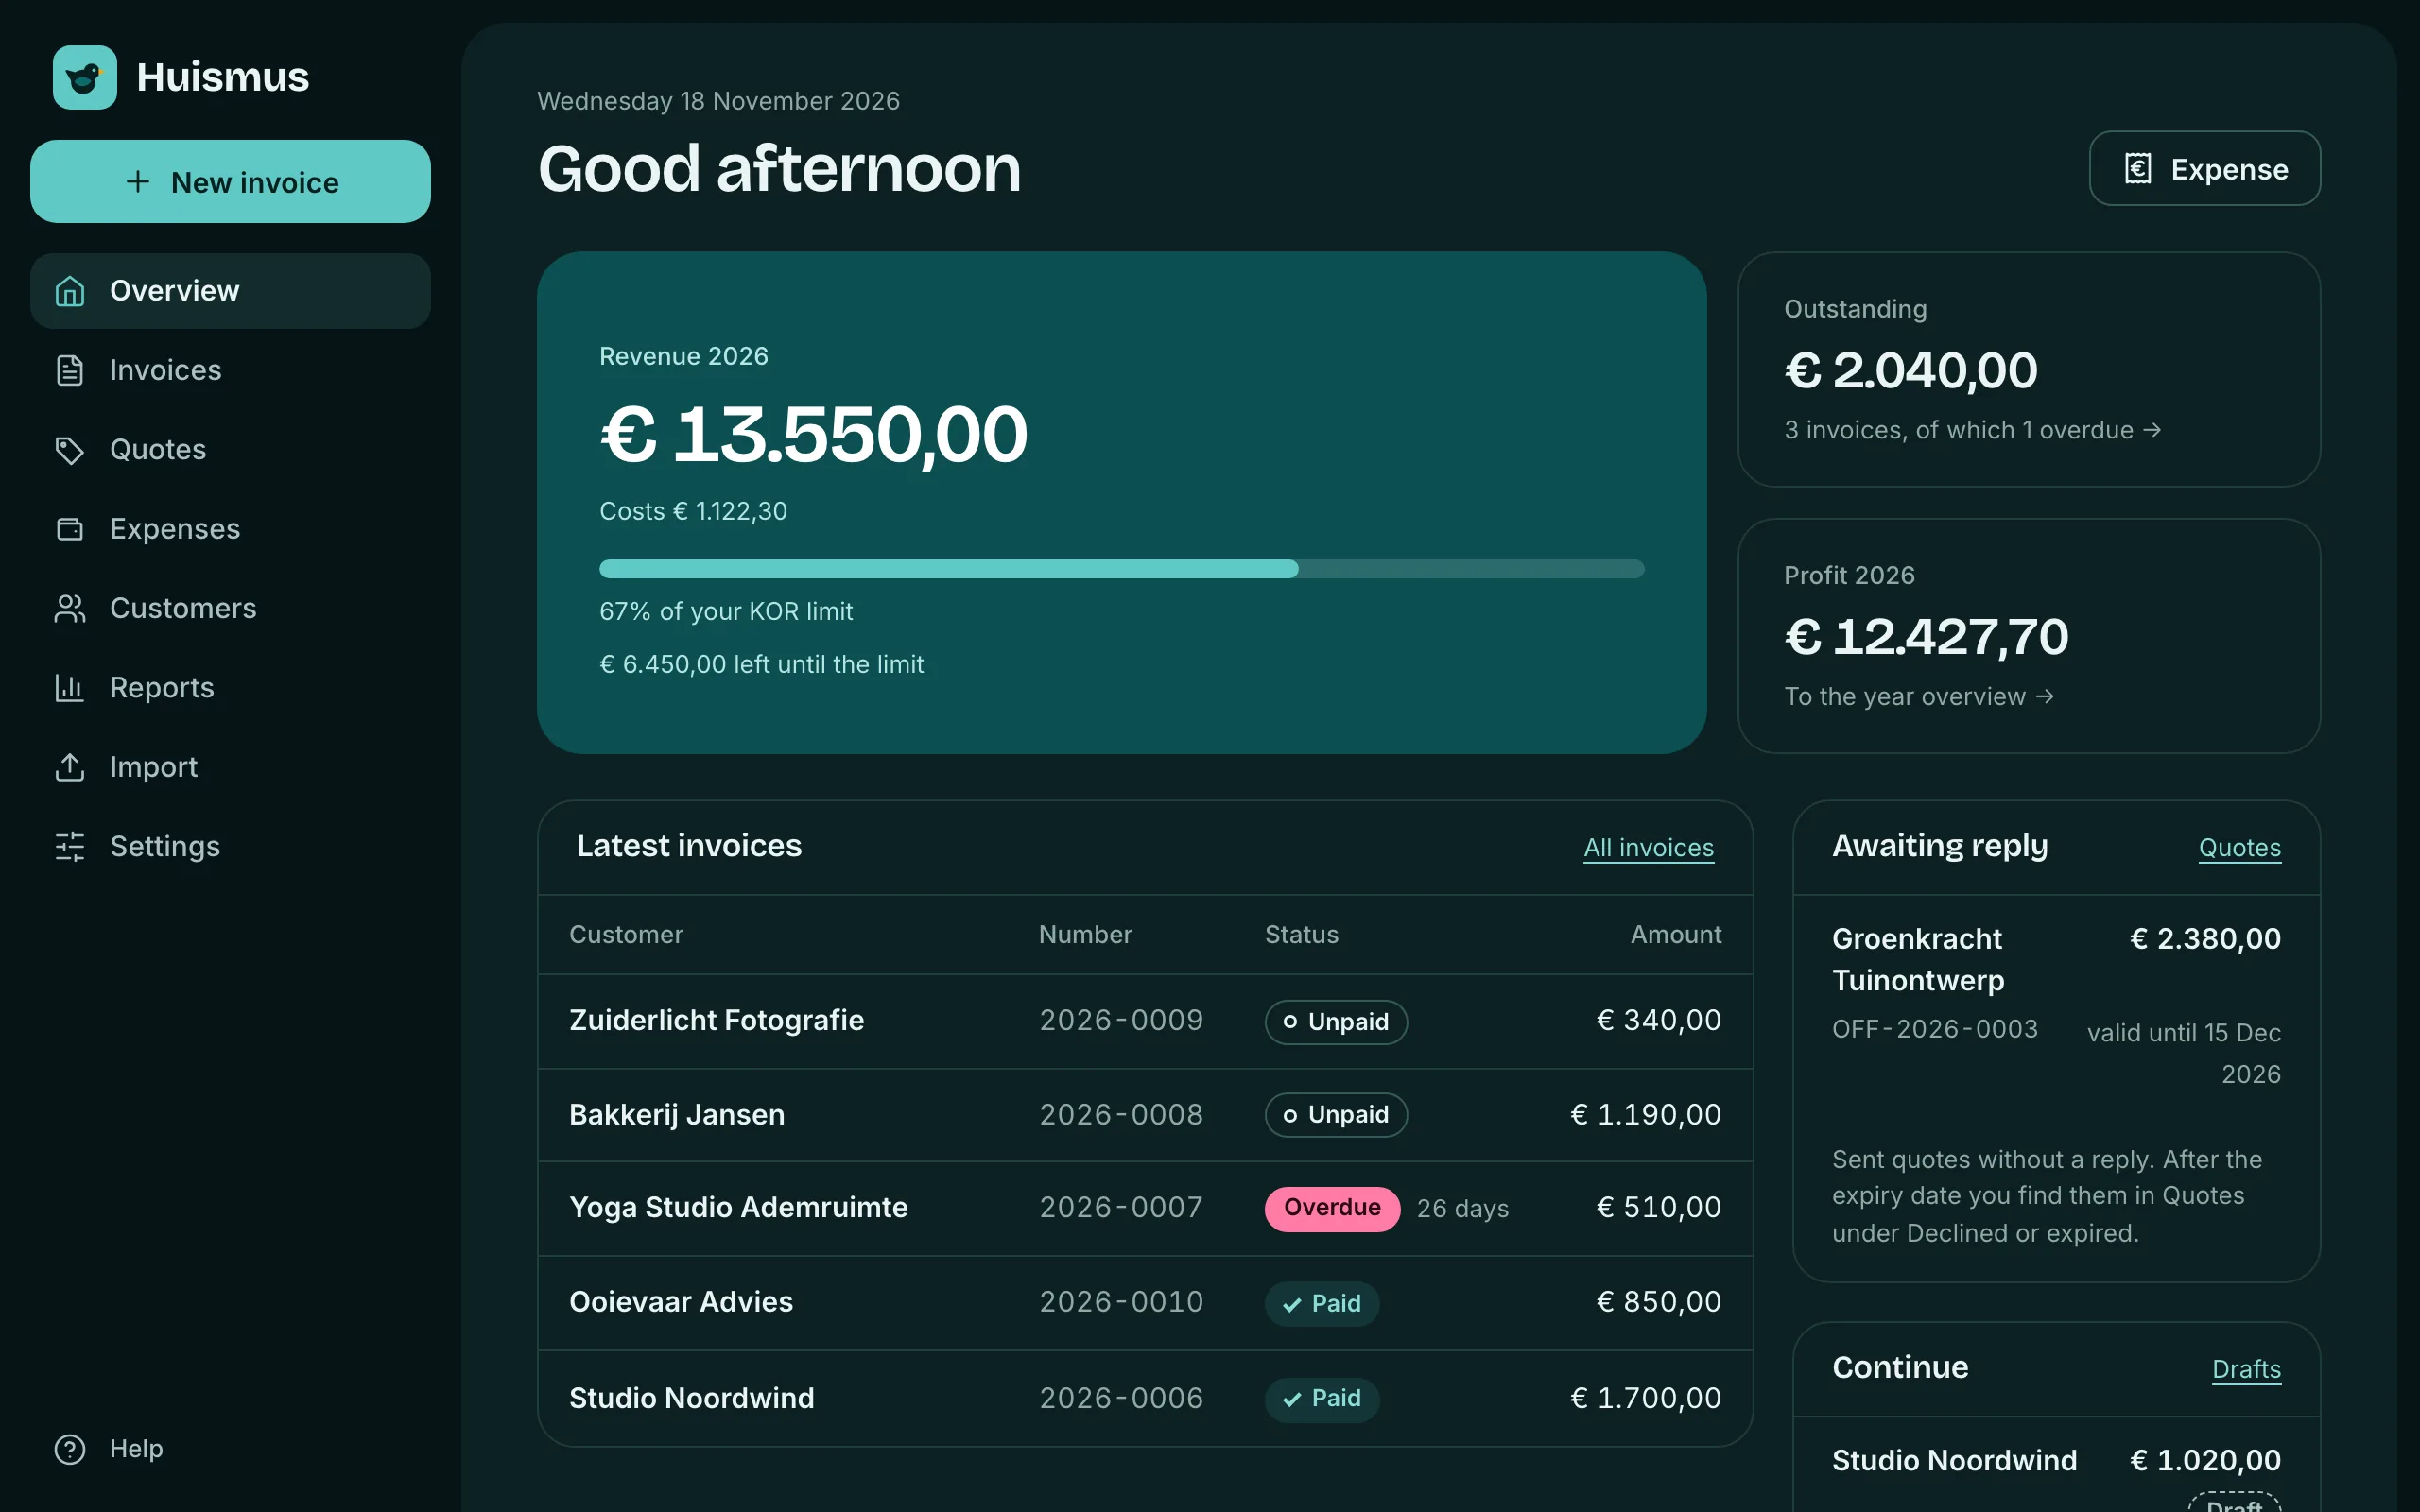 Huismus
New invoice
Overview
Invoices
Quotes
Expenses
Customers
Reports
Import
Settings
Help
Wednesday 18 November 2026
Good afternoon
Expense
Revenue 2026
€ 13.550,00
Costs € 1.122,30
67% of your KOR limit
€ 6.450,00 left until the limit
Outstanding
€ 2.040,00
3 invoices, of which 1 overdue →
Profit 2026
€ 12.427,70
To the year overview →
Latest invoices All invoices
Customer Number Status Amount
Zuiderlicht Fotografie 2026-0009 Unpaid € 340,00
Bakkerij Jansen 2026-0008 Unpaid € 1.190,00
Yoga Studio Ademruimte 2026-0007 Overdue 26 days € 510,00
Ooievaar Advies 2026-0010 Paid € 850,00
Studio Noordwind 2026-0006 Paid € 1.700,00
Awaiting reply Quotes
Groenkracht € 2.380,00
Tuinontwerp
OFF-2026-0003 valid until 15 Dec
2026
Sent quotes without a reply. After the
expiry date you find them in Quotes
under Declined or expired.
Continue Drafts
Studio Noordwind € 1.020,00
Draft